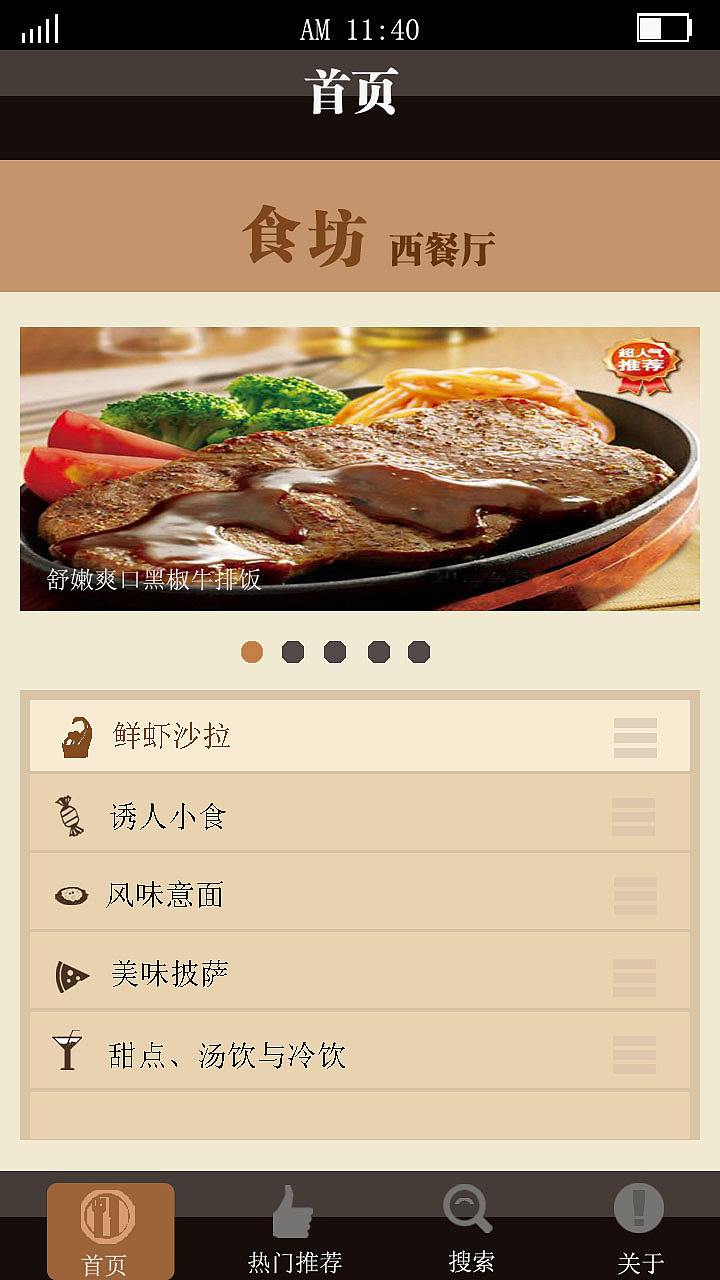 AM 11:40
首页
食坊 西餐厅
超人气
推荐
舒嫩爽口黑椒牛排饭
鲜虾沙拉
诱人小食
风味意面
美味披萨
甜点、汤饮与冷饮
首页 热门推荐 搜索 关于